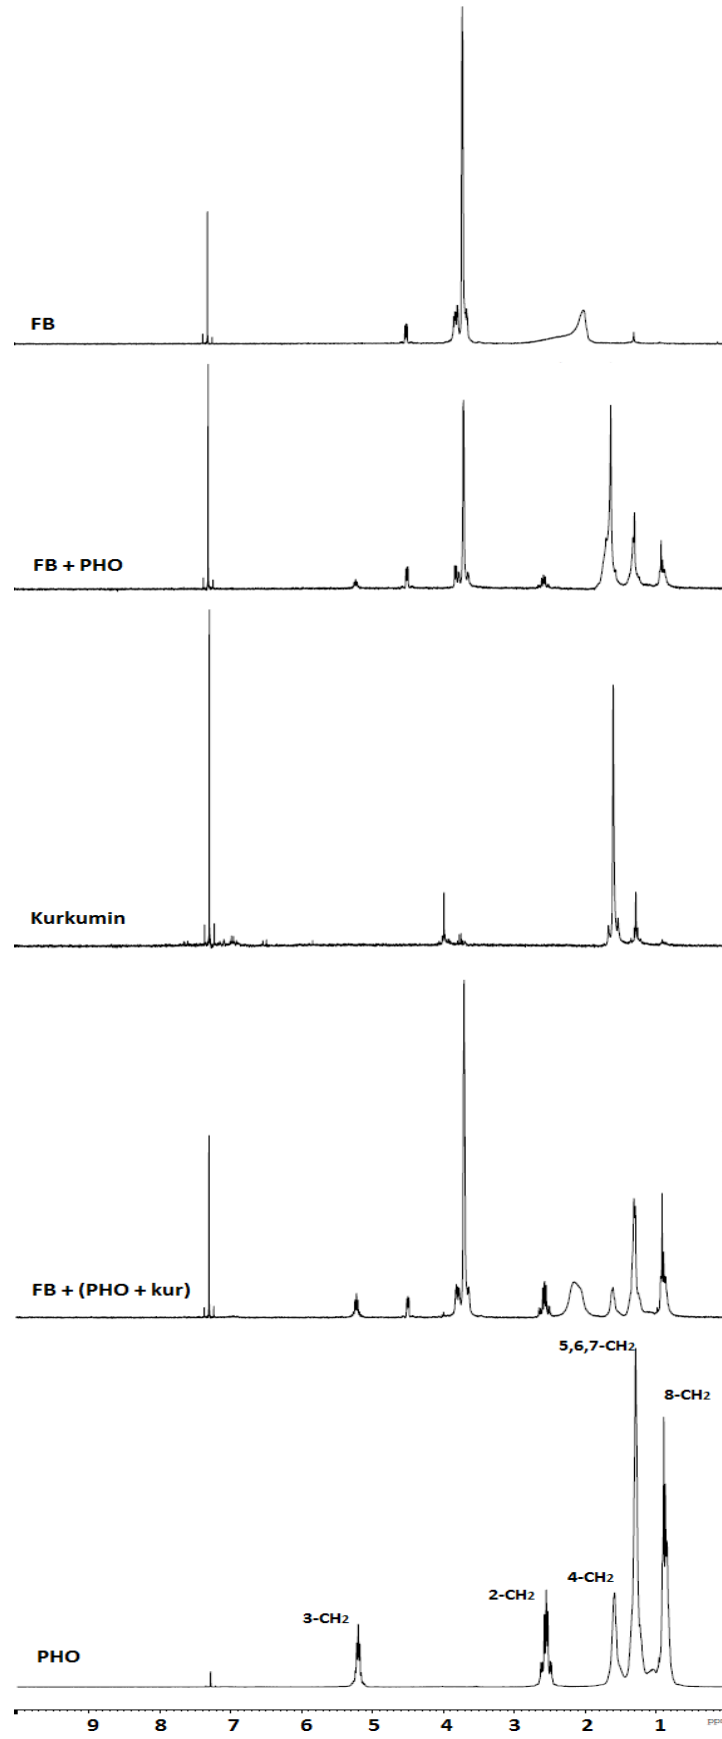 FB
FB + PHO
Kurkumin
FB + (PHO + kur)
5,6,7-CH2
8-CH2
4-CH2
2-CH2
3-CH2
PHO
9 8 7 6 5 4 3 2 1